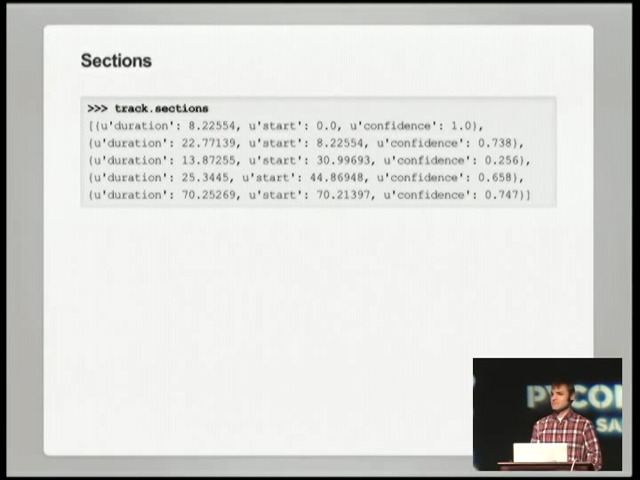 Sections
>>> track.sections
[{u'duration': 8.22554, u'start': 0.0, u'confidence': 1.0},
{u'duration': 22.77139, u'start': 8.22554, u'confidence': 0.738},
{u'duration': 13.87255, u'start': 30.99693, u'confidence': 0.256},
{u'duration': 25.3445, u'start': 44.86948, u'confidence': 0.658},
{u'duration': 70.25269, u'start': 70.21397, u'confidence': 0.747}]
PYCON
SA